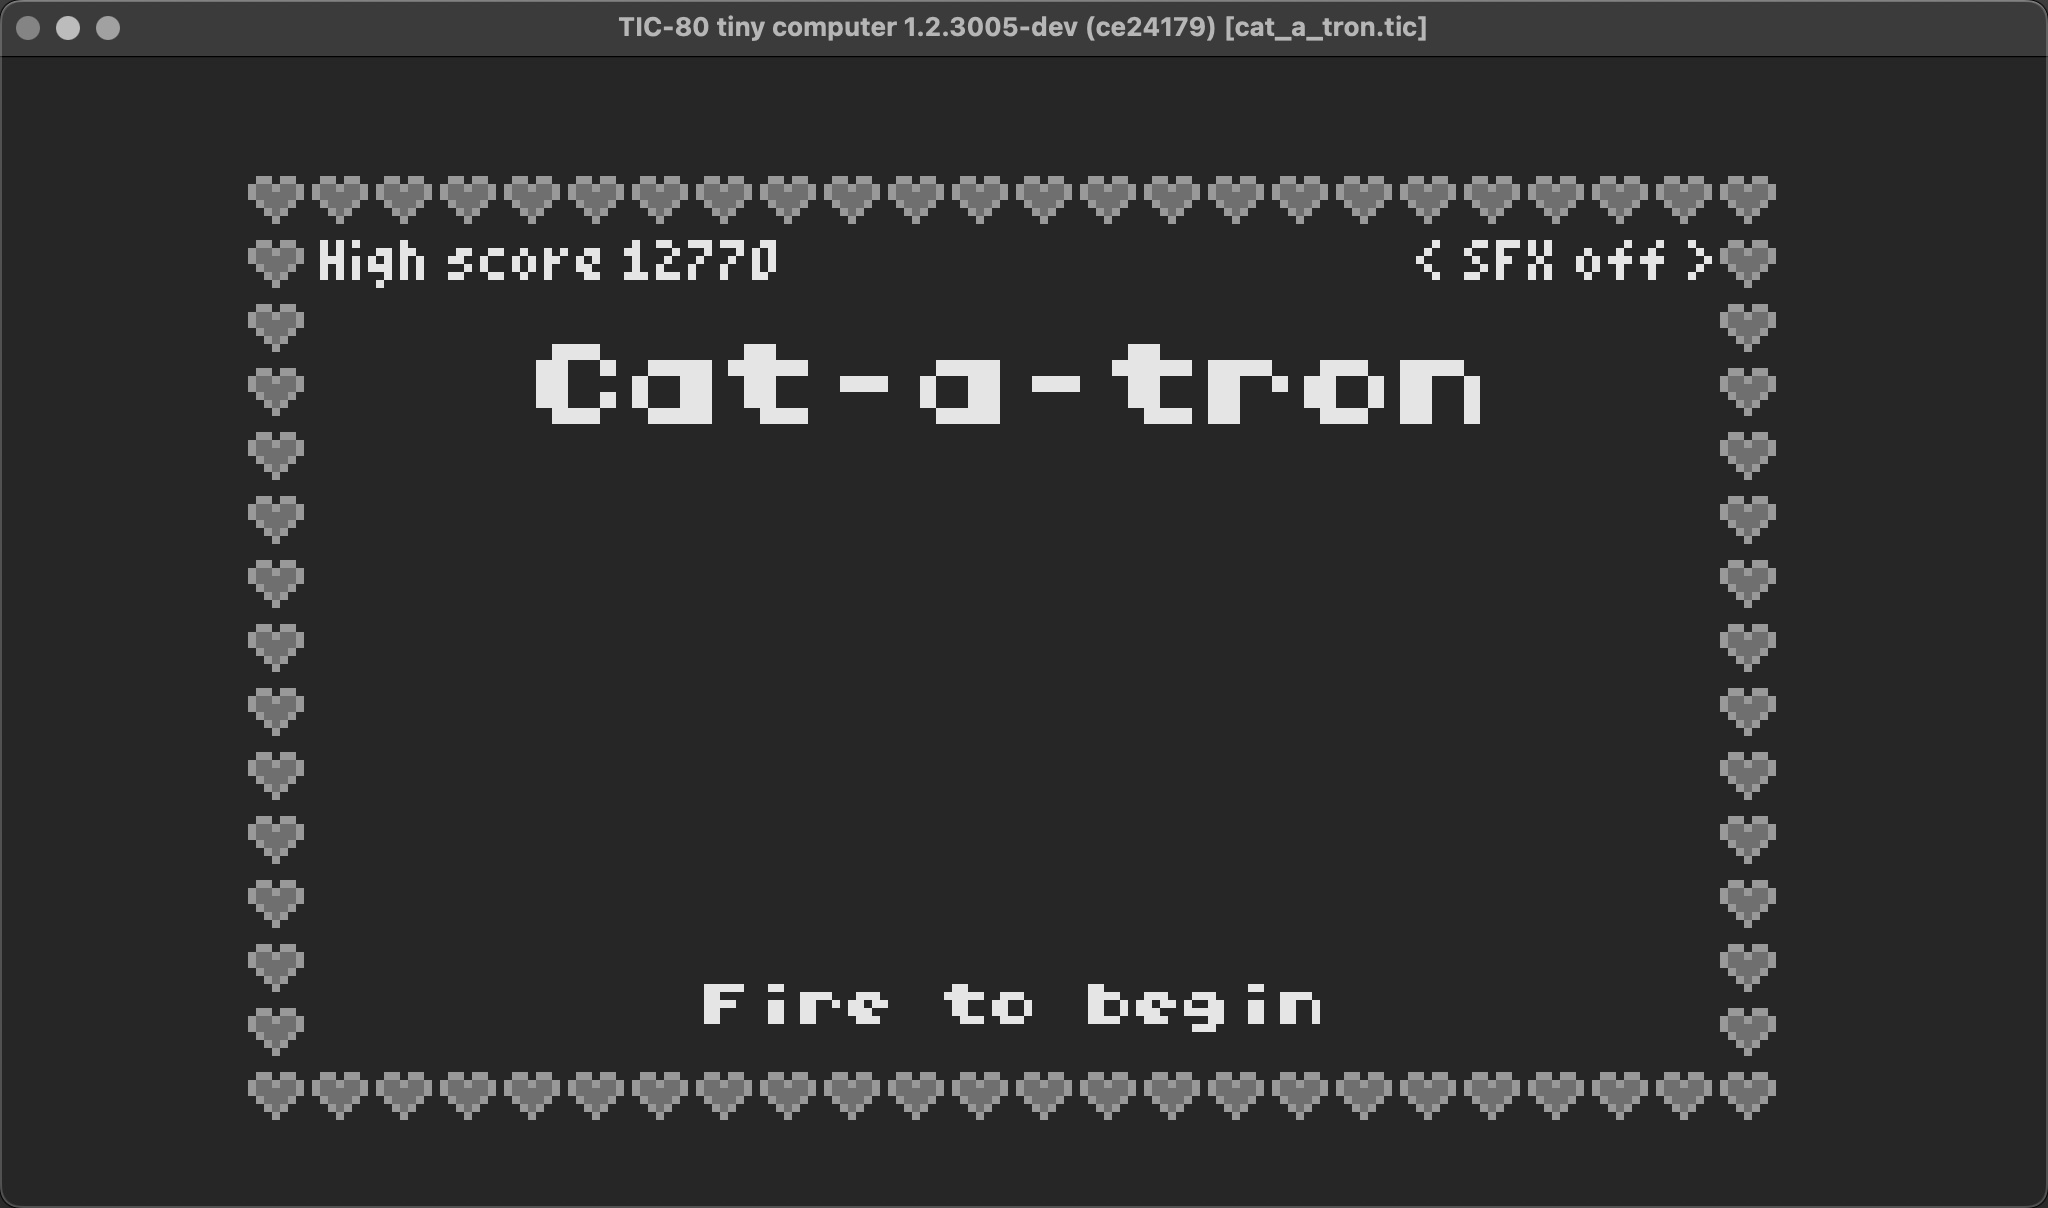 TIC-80 tiny computer 1.2.3005-dev (ce24179) [cat_a_tron.tic]
High score 12770 < SFX off >
Cat-a-tron
Fire to begin